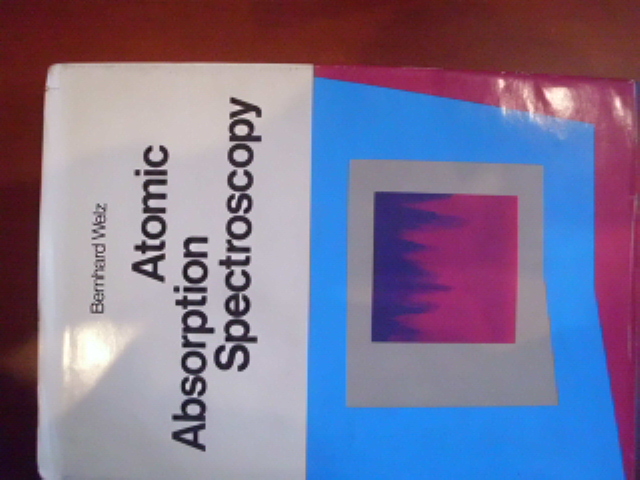 Bernhard Welz
Atomic
Absorption
Spectroscopy